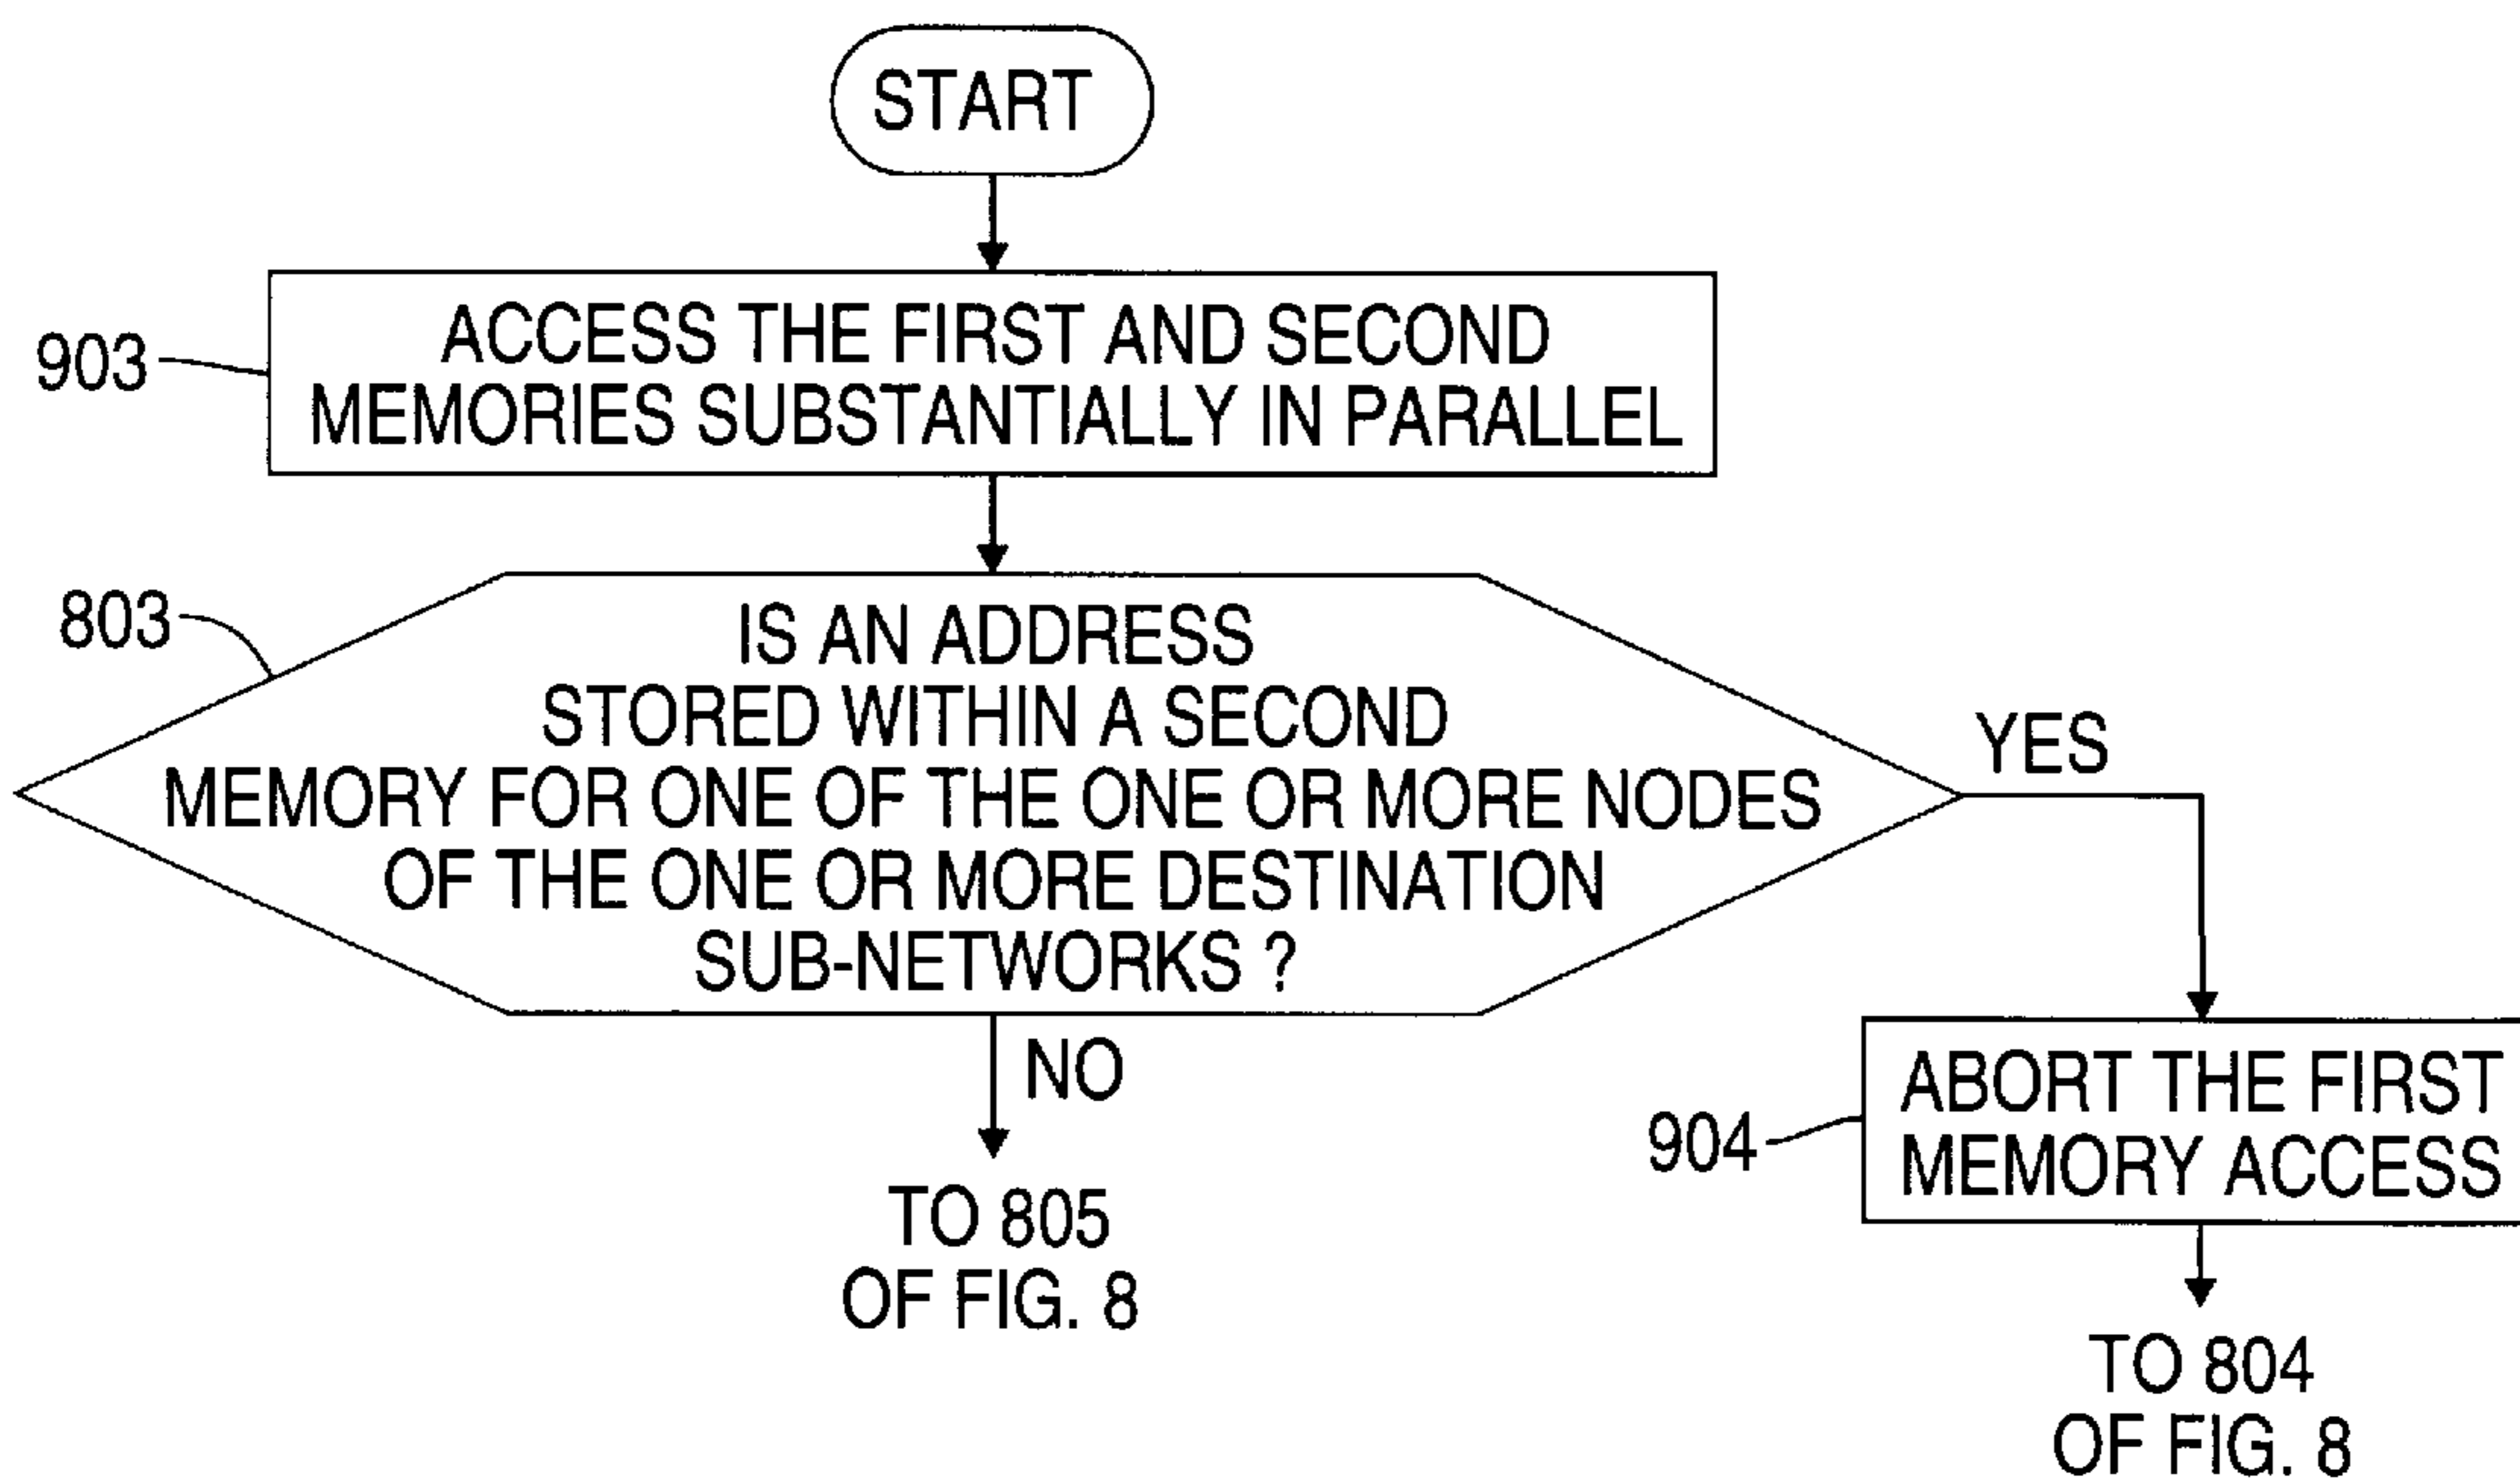 START
903
ACCESS THE FIRST AND SECOND
MEMORIES SUBSTANTIALLY IN PARALLEL
803
IS AN ADDRESS
STORED WITHIN A SECOND
MEMORY FOR ONE OF THE ONE OR MORE NODES
OF THE ONE OR MORE DESTINATION
SUB-NETWORKS ?
YES
NO
TO 805
OF FIG. 8
904
ABORT THE FIRST
MEMORY ACCESS
TO 804
OF FIG. 8